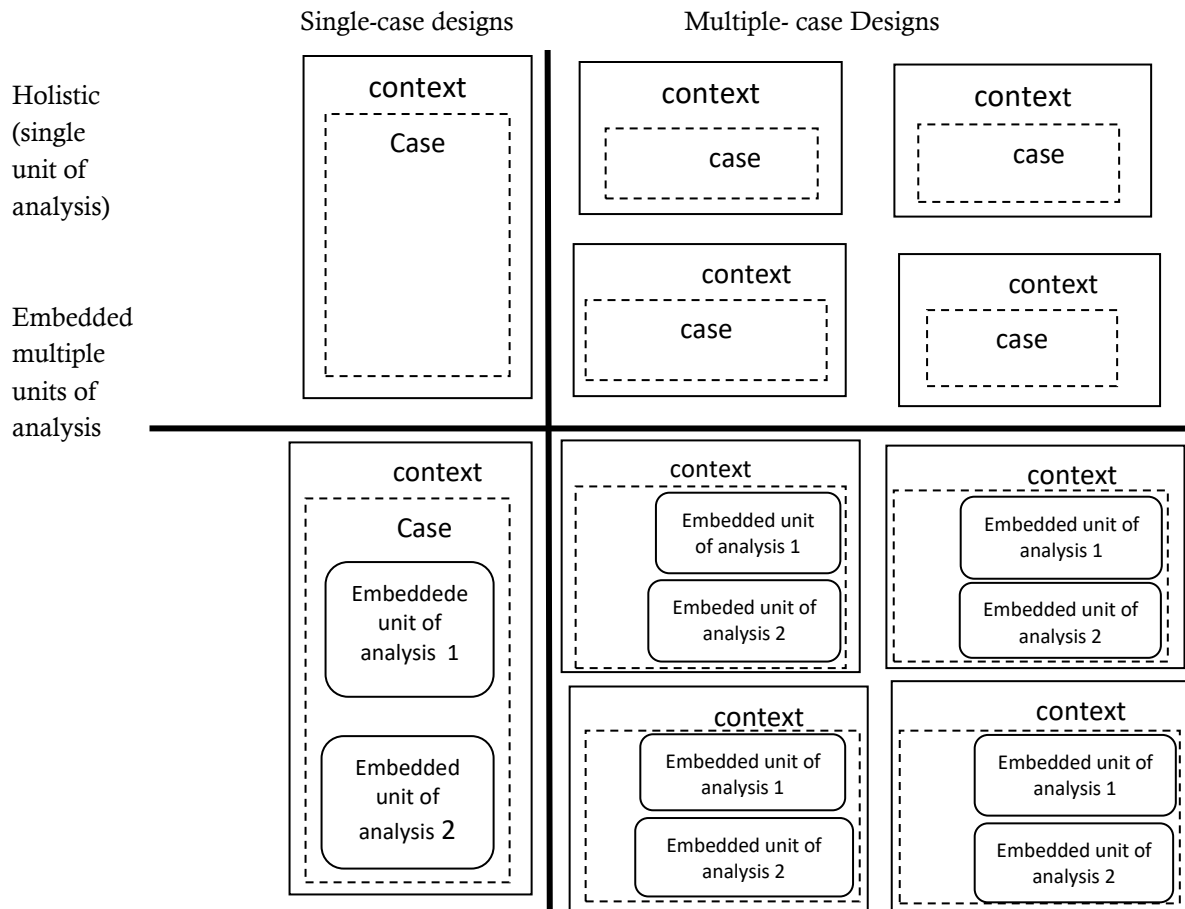 Single-case designs
Multiple- case Designs
Holistic
(single
unit of
analysis)
Embedded
multiple
units of
analysis
context
Case
context
case
context
case
context
case
context
case
context
Case
Embeddede
unit of
analysis 1
Embedded
unit of
analysis 2
context
Embedded unit
of analysis 1
Embeded unit of
analysis 2
context
Embedded unit of
analysis 1
Embedded unit of
analysis 2
context
Embedded unit of
analysis 1
Embedded unit of
analysis 2
context
Embedded unit of
analysis 1
Embedded unit of
analysis 2